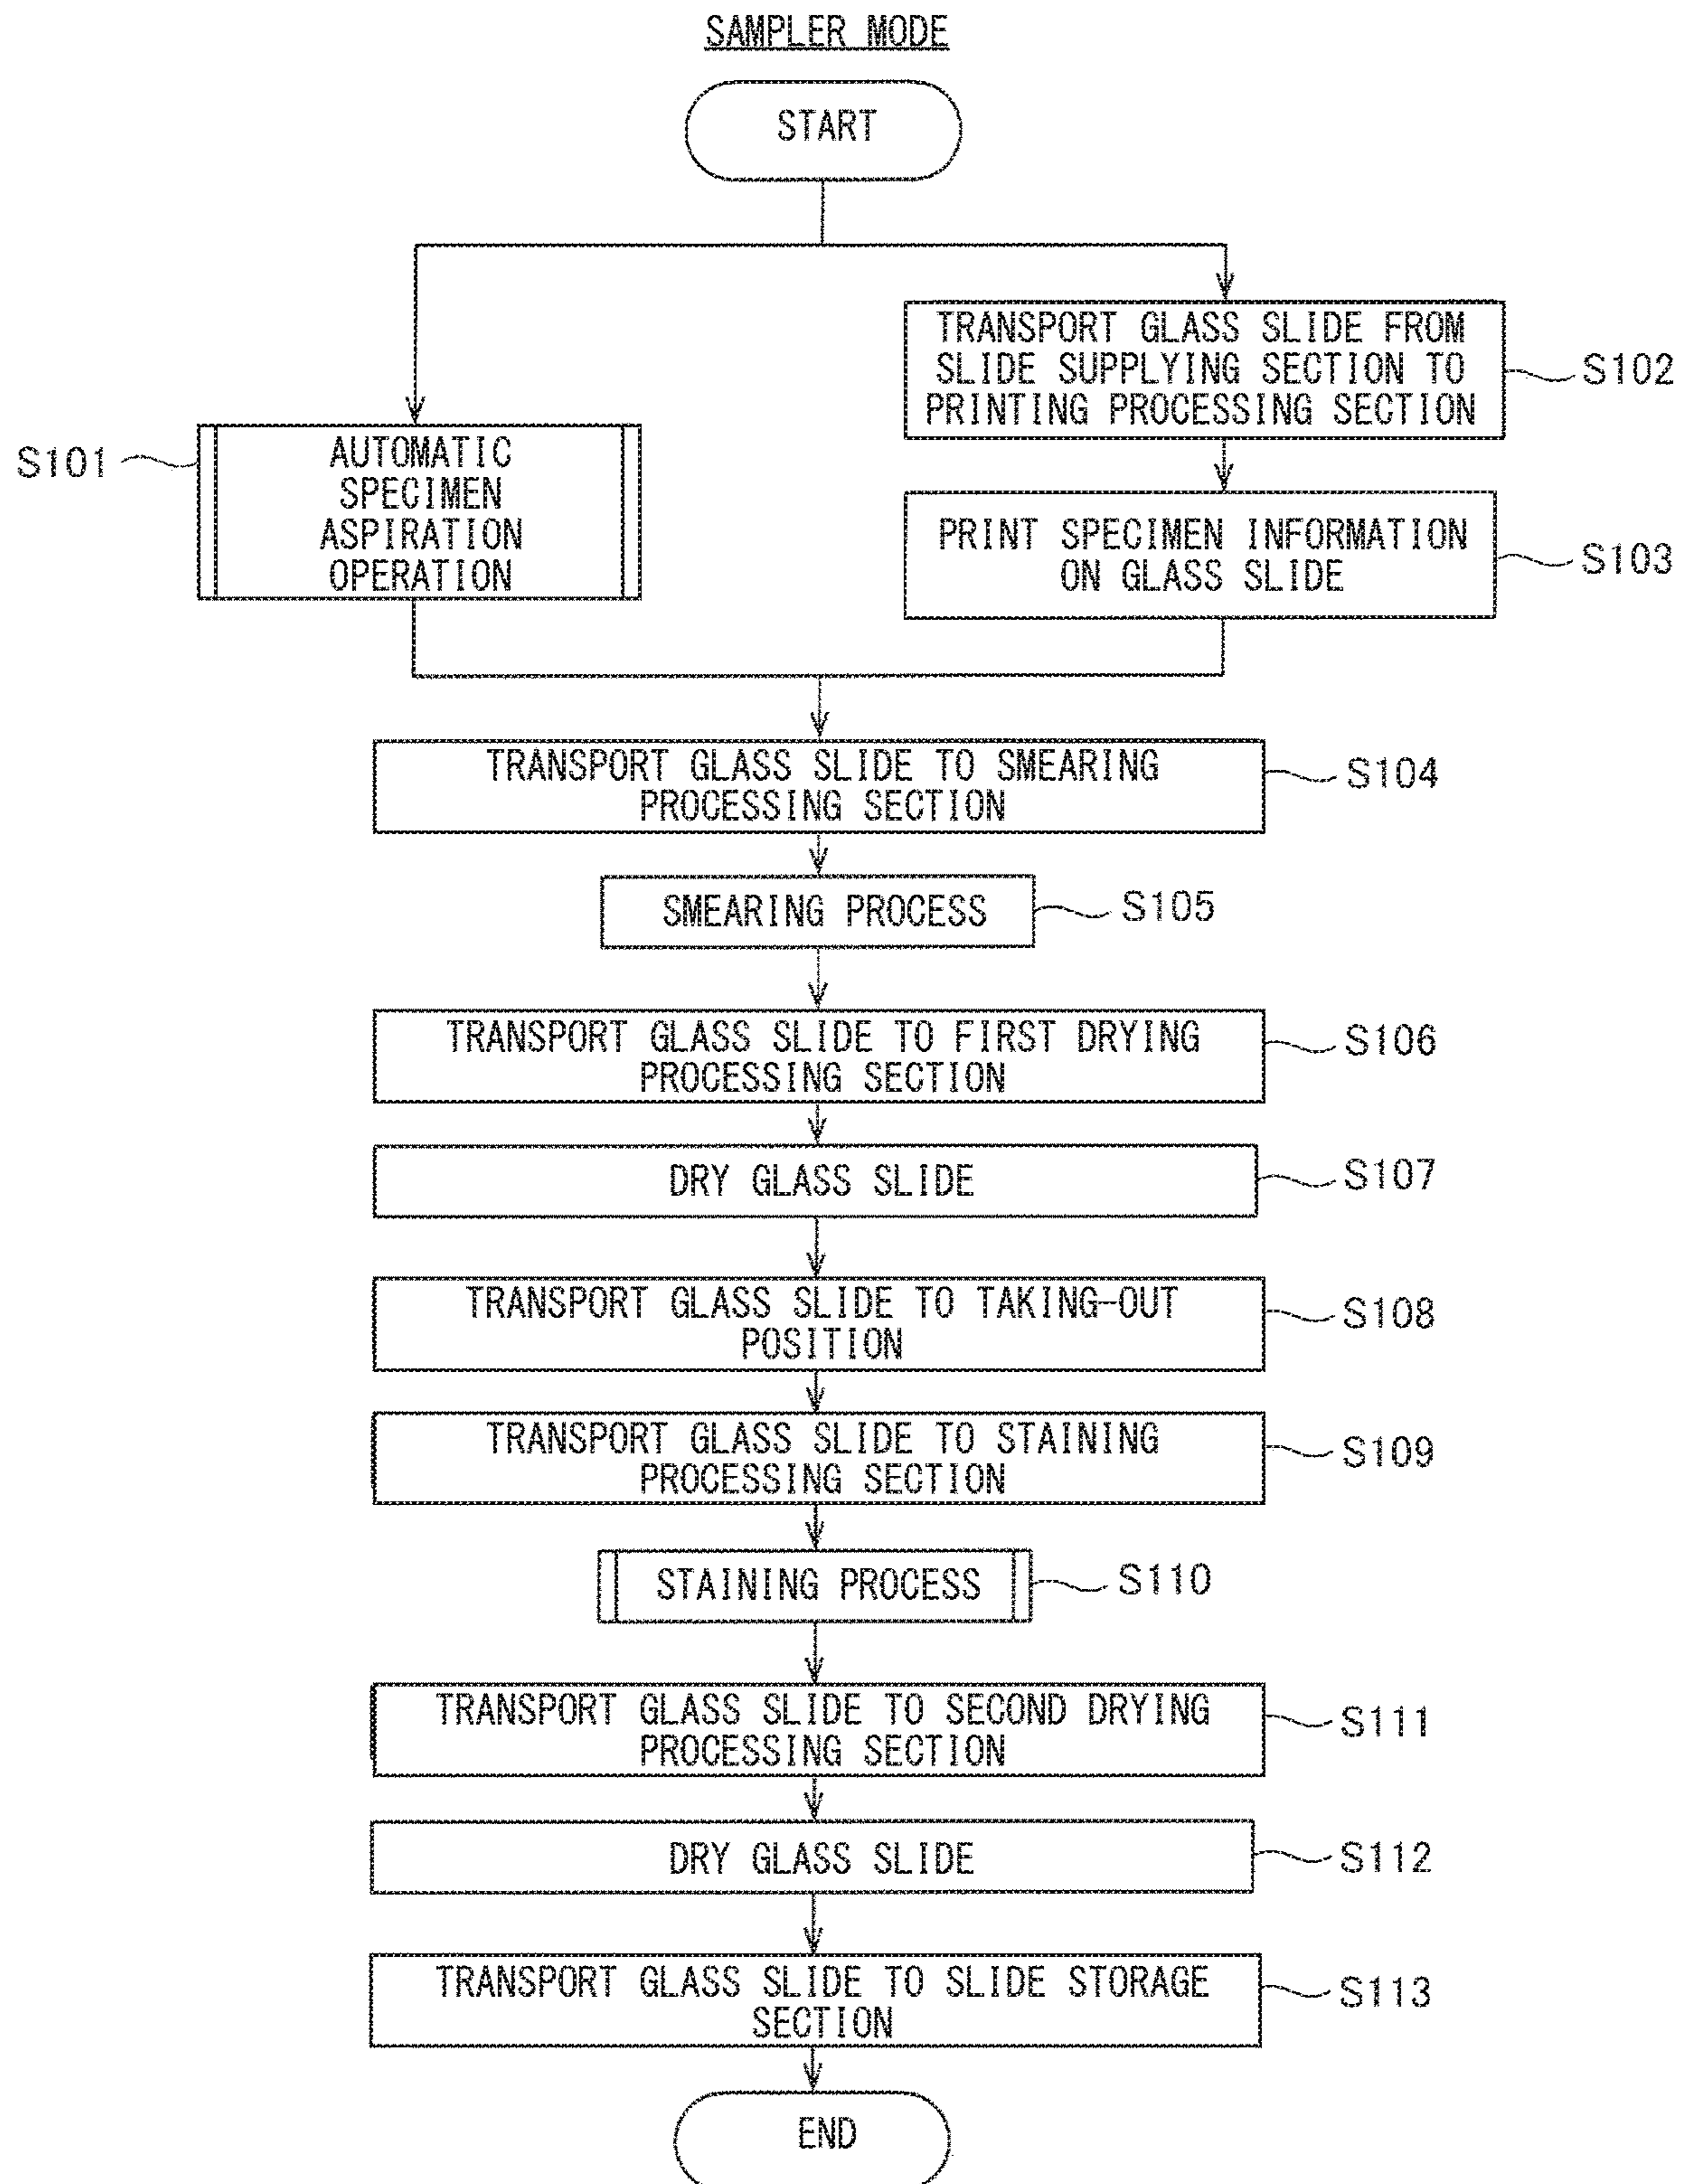 SAMPLER MODE
START
TRANSPORT GLASS SLIDE FROM
SLIDE SUPPLYING SECTION TO
PRINTING PROCESSING SECTION
S102
S101
AUTOMATIC
SPECIMEN
ASPIRATION
OPERATION
PRINT SPECIMEN INFORMATION
ON GLASS SLIDE
S103
TRANSPORT GLASS SLIDE TO SMEARING
PROCESSING SECTION
S104
SMEARING PROCESS
S105
TRANSPORT GLASS SLIDE TO FIRST DRYING
PROCESSING SECTION
S106
DRY GLASS SLIDE
S107
TRANSPORT GLASS SLIDE TO TAKING-OUT
POSITION
S108
TRANSPORT GLASS SLIDE TO STAINING
PROCESSING SECTION
S109
STAINING PROCESS
S110
TRANSPORT GLASS SLIDE TO SECOND DRYING
PROCESSING SECTION
S111
DRY GLASS SLIDE
S112
TRANSPORT GLASS SLIDE TO SLIDE STORAGE
SECTION
S113
END